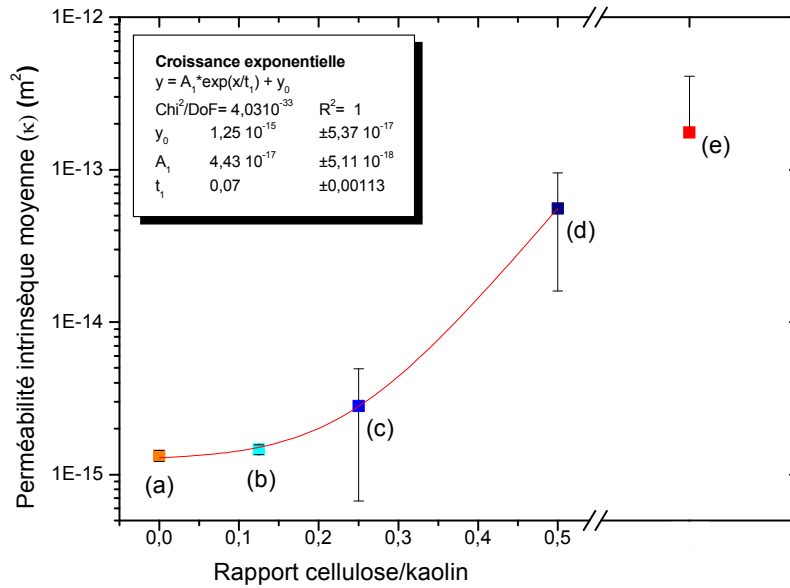 1E-12
1E-13
1E-14
1E-15
Perméabilité intrinsèque moyenne (κ) (m²)
Croissance exponentielle
y = A₁*exp(x/t₁) + y₀
Chi²/DoF= 4,0310⁻³³ R²= 1
y₀ 1,25 10⁻¹⁵ ±5,37 10⁻¹⁷
A₁ 4,43 10⁻¹⁷ ±5,11 10⁻¹⁸
t₁ 0,07 ±0,00113
(a)
(b)
(c)
(d)
(e)
0,0 0,1 0,2 0,3 0,4 0,5
Rapport cellulose/kaolin